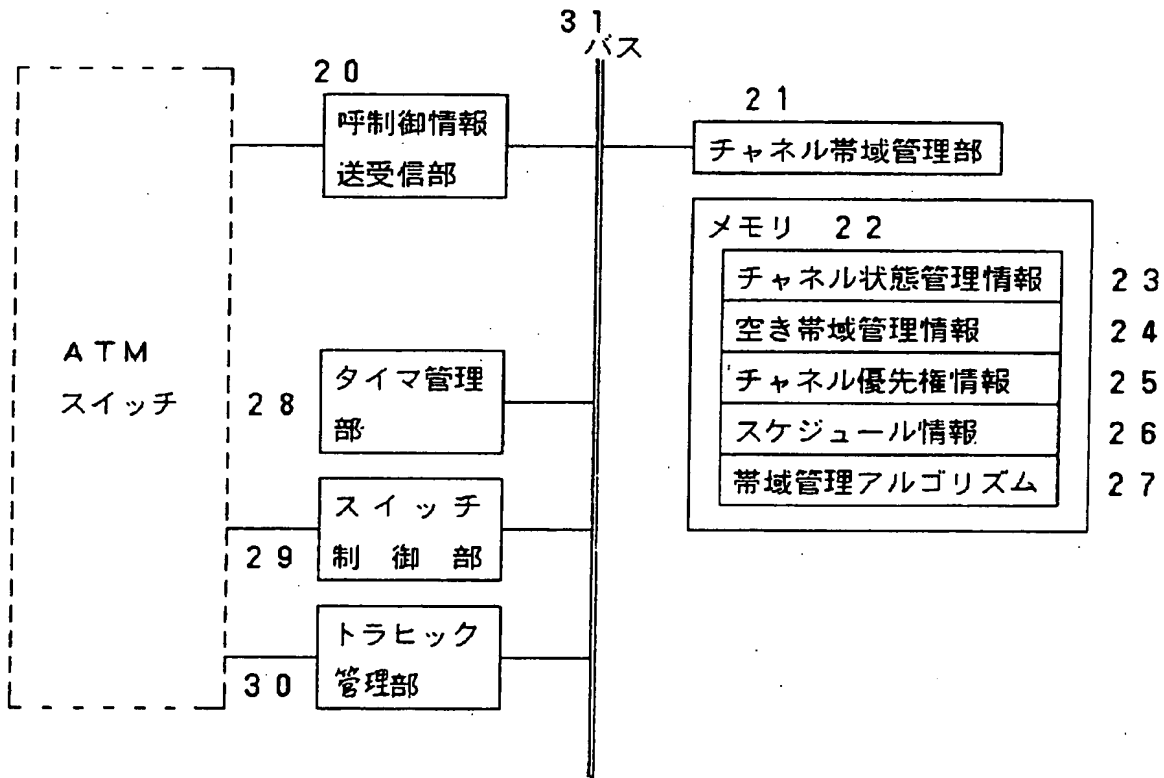 31
バス
20
呼制御情報
送受信部
21
チャネル帯域管理部
メモリ 22
チャネル状態管理情報 23
空き帯域管理情報 24
チャネル優先権情報 25
スケジュール情報 26
帯域管理アルゴリズム 27
ATM
スイッチ
28
タイマ管理
部
29
スイッチ
制御部
30
トラヒック
管理部